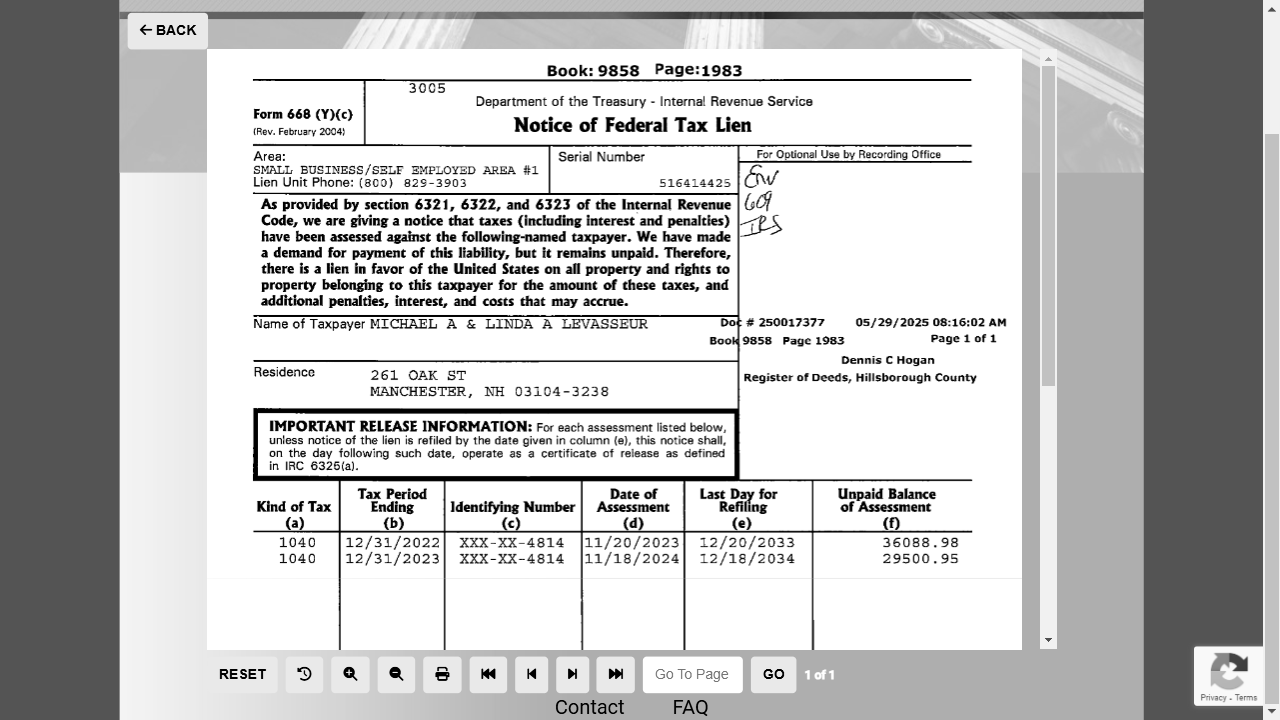 BACK
Book: 9858 Page:1983
3005
Department of the Treasury - Internal Revenue Service
Form 668 (Y)(c)
(Rev. February 2004)
Notice of Federal Tax Lien
Area:
SMALL BUSINESS/SELF EMPLOYED AREA #1
Lien Unit Phone: (800) 829-3903
Serial Number
516414425
For Optional Use by Recording Office
609
IRS
As provided by section 6321, 6322, and 6323 of the Internal Revenue
Code, we are giving a notice that taxes (including interest and penalties)
have been assessed against the following-named taxpayer. We have made
a demand for payment of this liability, but it remains unpaid. Therefore,
there is a lien in favor of the United States on all property and rights to
property belonging to this taxpayer for the amount of these taxes, and
additional penalties, interest, and costs that may accrue.
Name of Taxpayer MICHAEL A & LINDA A LEVASSEUR
Doc # 250017377 05/29/2025 08:16:02 AM
Book 9858 Page 1983 Page 1 of 1
Dennis C Hogan
Register of Deeds, Hillsborough County
Residence
261 OAK ST
MANCHESTER, NH 03104-3238
IMPORTANT RELEASE INFORMATION: For each assessment listed below,
unless notice of the lien is refiled by the date given in column (e), this notice shall,
on the day following such date, operate as a certificate of release as defined
in IRC 6325(a).
Kind of Tax (a) Tax Period Ending (b) Identifying Number (c) Date of Assessment (d) Last Day for Refiling (e) Unpaid Balance of Assessment (f)
1040 12/31/2022 XXX-XX-4814 11/20/2023 12/20/2033 36088.98
1040 12/31/2023 XXX-XX-4814 11/18/2024 12/18/2034 29500.95
RESET Go To Page GO 1 of 1
Contact FAQ
Privacy - Terms